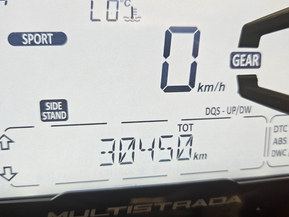 LO °C
SPORT
0 km/h
GEAR
SIDE
STAND
DQS - UP/DW
TOT
30450 km
DTC
ABS
DWC
MULTISTRADA